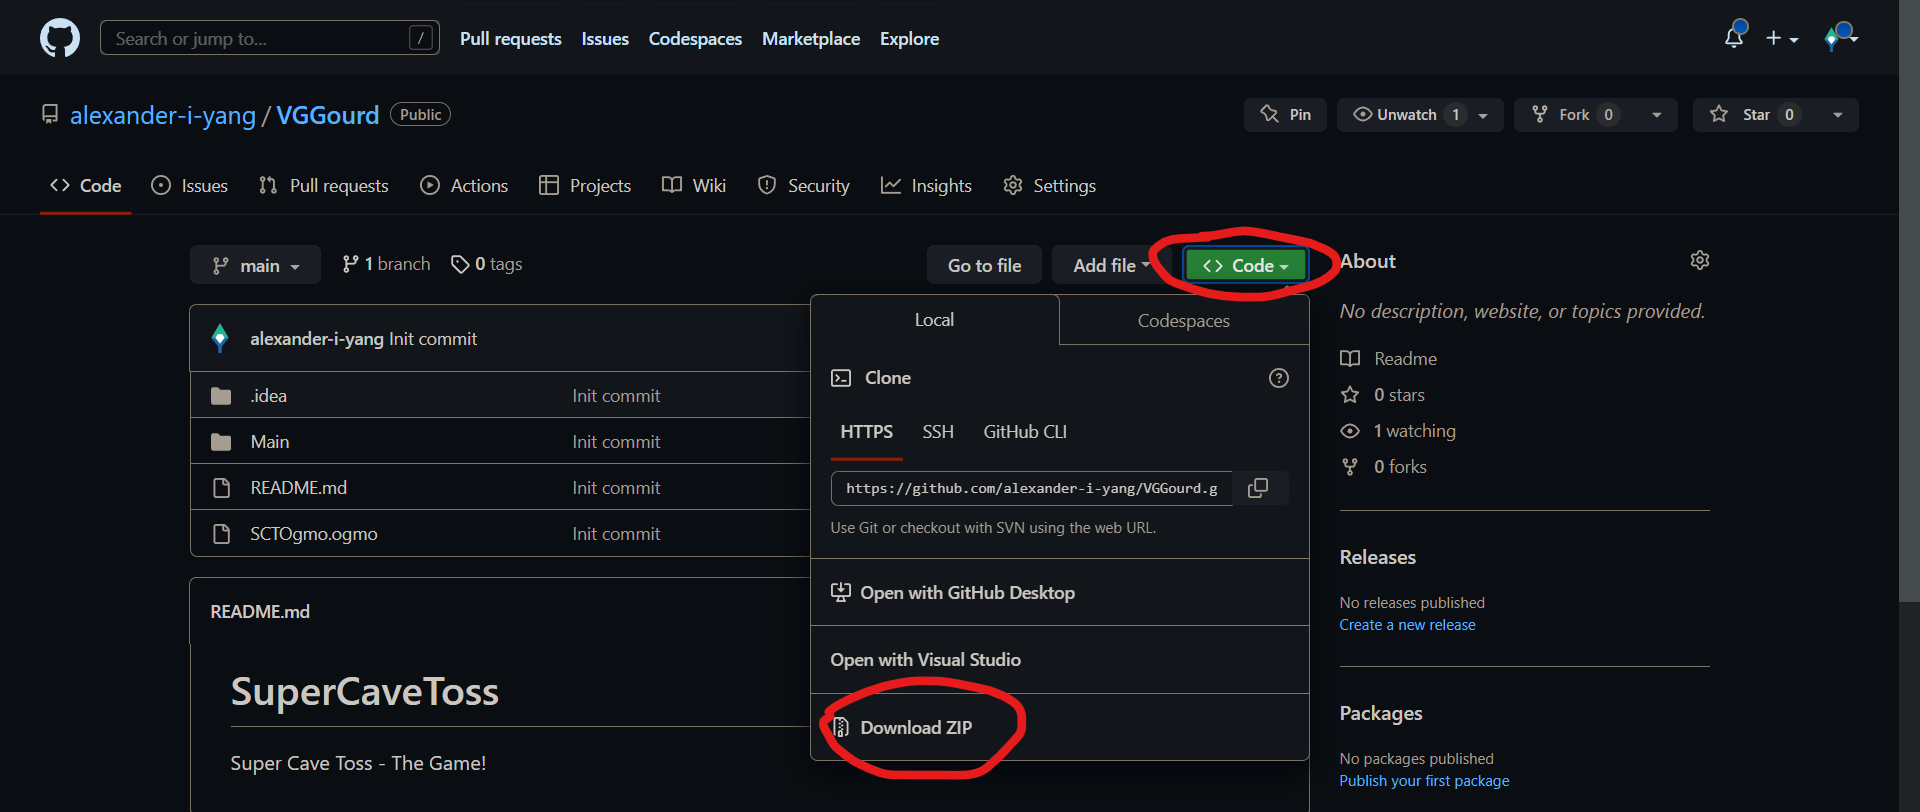 Search or jump to... / Pull requests Issues Codespaces Marketplace Explore
alexander-i-yang / VGGourd Public Pin Unwatch 1 Fork 0 Star 0
Code Issues Pull requests Actions Projects Wiki Security Insights Settings
main 1 branch 0 tags Go to file Add file Code
About
No description, website, or topics provided.
Readme
0 stars
1 watching
0 forks
Releases
No releases published
Create a new release
Packages
No packages published
Publish your first package
Local Codespaces
Clone
HTTPS SSH GitHub CLI
https://github.com/alexander-i-yang/VGGourd.g
Use Git or checkout with SVN using the web URL.
Open with GitHub Desktop
Open with Visual Studio
Download ZIP
alexander-i-yang Init commit
.idea Init commit
Main Init commit
README.md Init commit
SCTOgmo.ogmo Init commit
README.md
SuperCaveToss
Super Cave Toss - The Game!